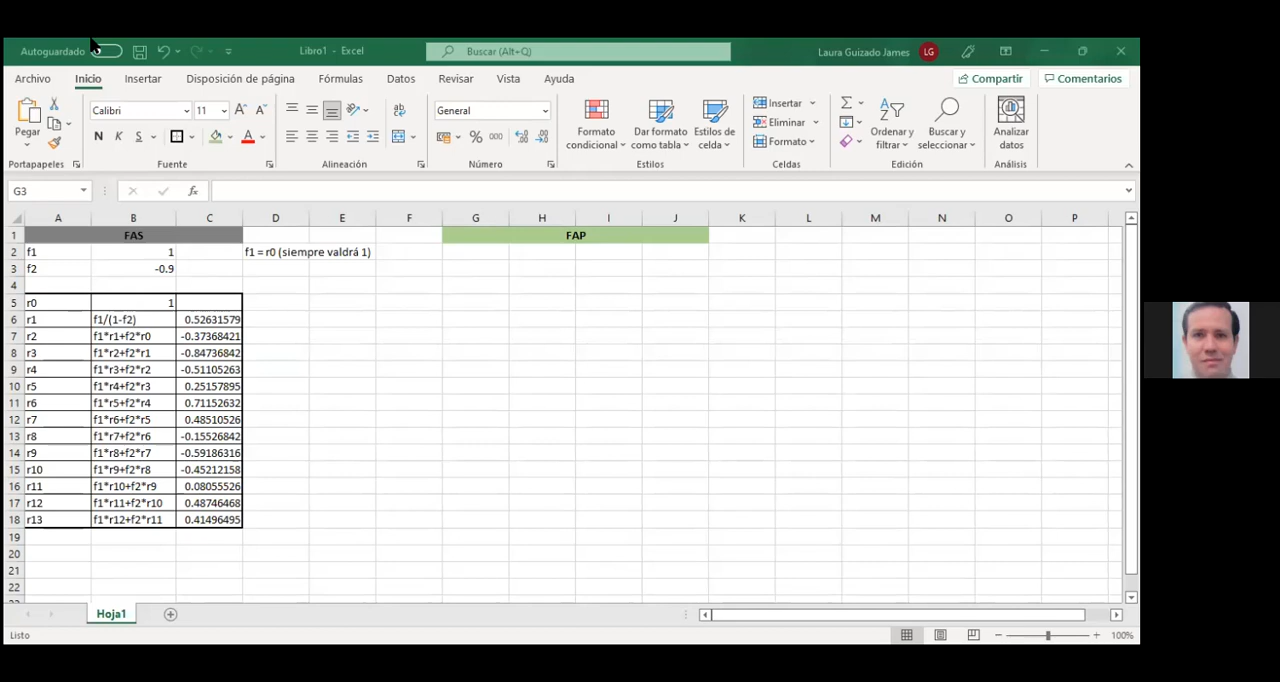 Autoguardado
Libro1 - Excel
Buscar (Alt+Q)
Laura Guizado James
LG
Archivo Inicio Insertar Disposición de página Fórmulas Datos Revisar Vista Ayuda
Compartir
Comentarios
Pegar
Calibri
11
N K S
General
Formato condicional
Dar formato como tabla
Estilos de celda
Insertar
Eliminar
Formato
Ordenar y filtrar
Buscar y seleccionar
Analizar datos
Portapapeles Fuente Alineación Número Estilos Celdas Edición Análisis
G3
fx
A B C D E F G H I J K L M N O P
1 FAS FAP
2 f1 1 f1 = r0 (siempre valdrá 1)
3 f2 -0.9
4
5 r0 1
6 r1 f1/(1-f2) 0.52631579
7 r2 f1*r1+f2*r0 -0.37368421
8 r3 f1*r2+f2*r1 -0.84736842
9 r4 f1*r3+f2*r2 -0.51105263
10 r5 f1*r4+f2*r3 0.25157895
11 r6 f1*r5+f2*r4 0.71152632
12 r7 f1*r6+f2*r5 0.48510526
13 r8 f1*r7+f2*r6 -0.15526842
14 r9 f1*r8+f2*r7 -0.59186316
15 r10 f1*r9+f2*r8 -0.45212158
16 r11 f1*r10+f2*r9 0.08055526
17 r12 f1*r11+f2*r10 0.48746468
18 r13 f1*r12+f2*r11 0.41496495
19
20
21
22
Hoja1
Listo
100%